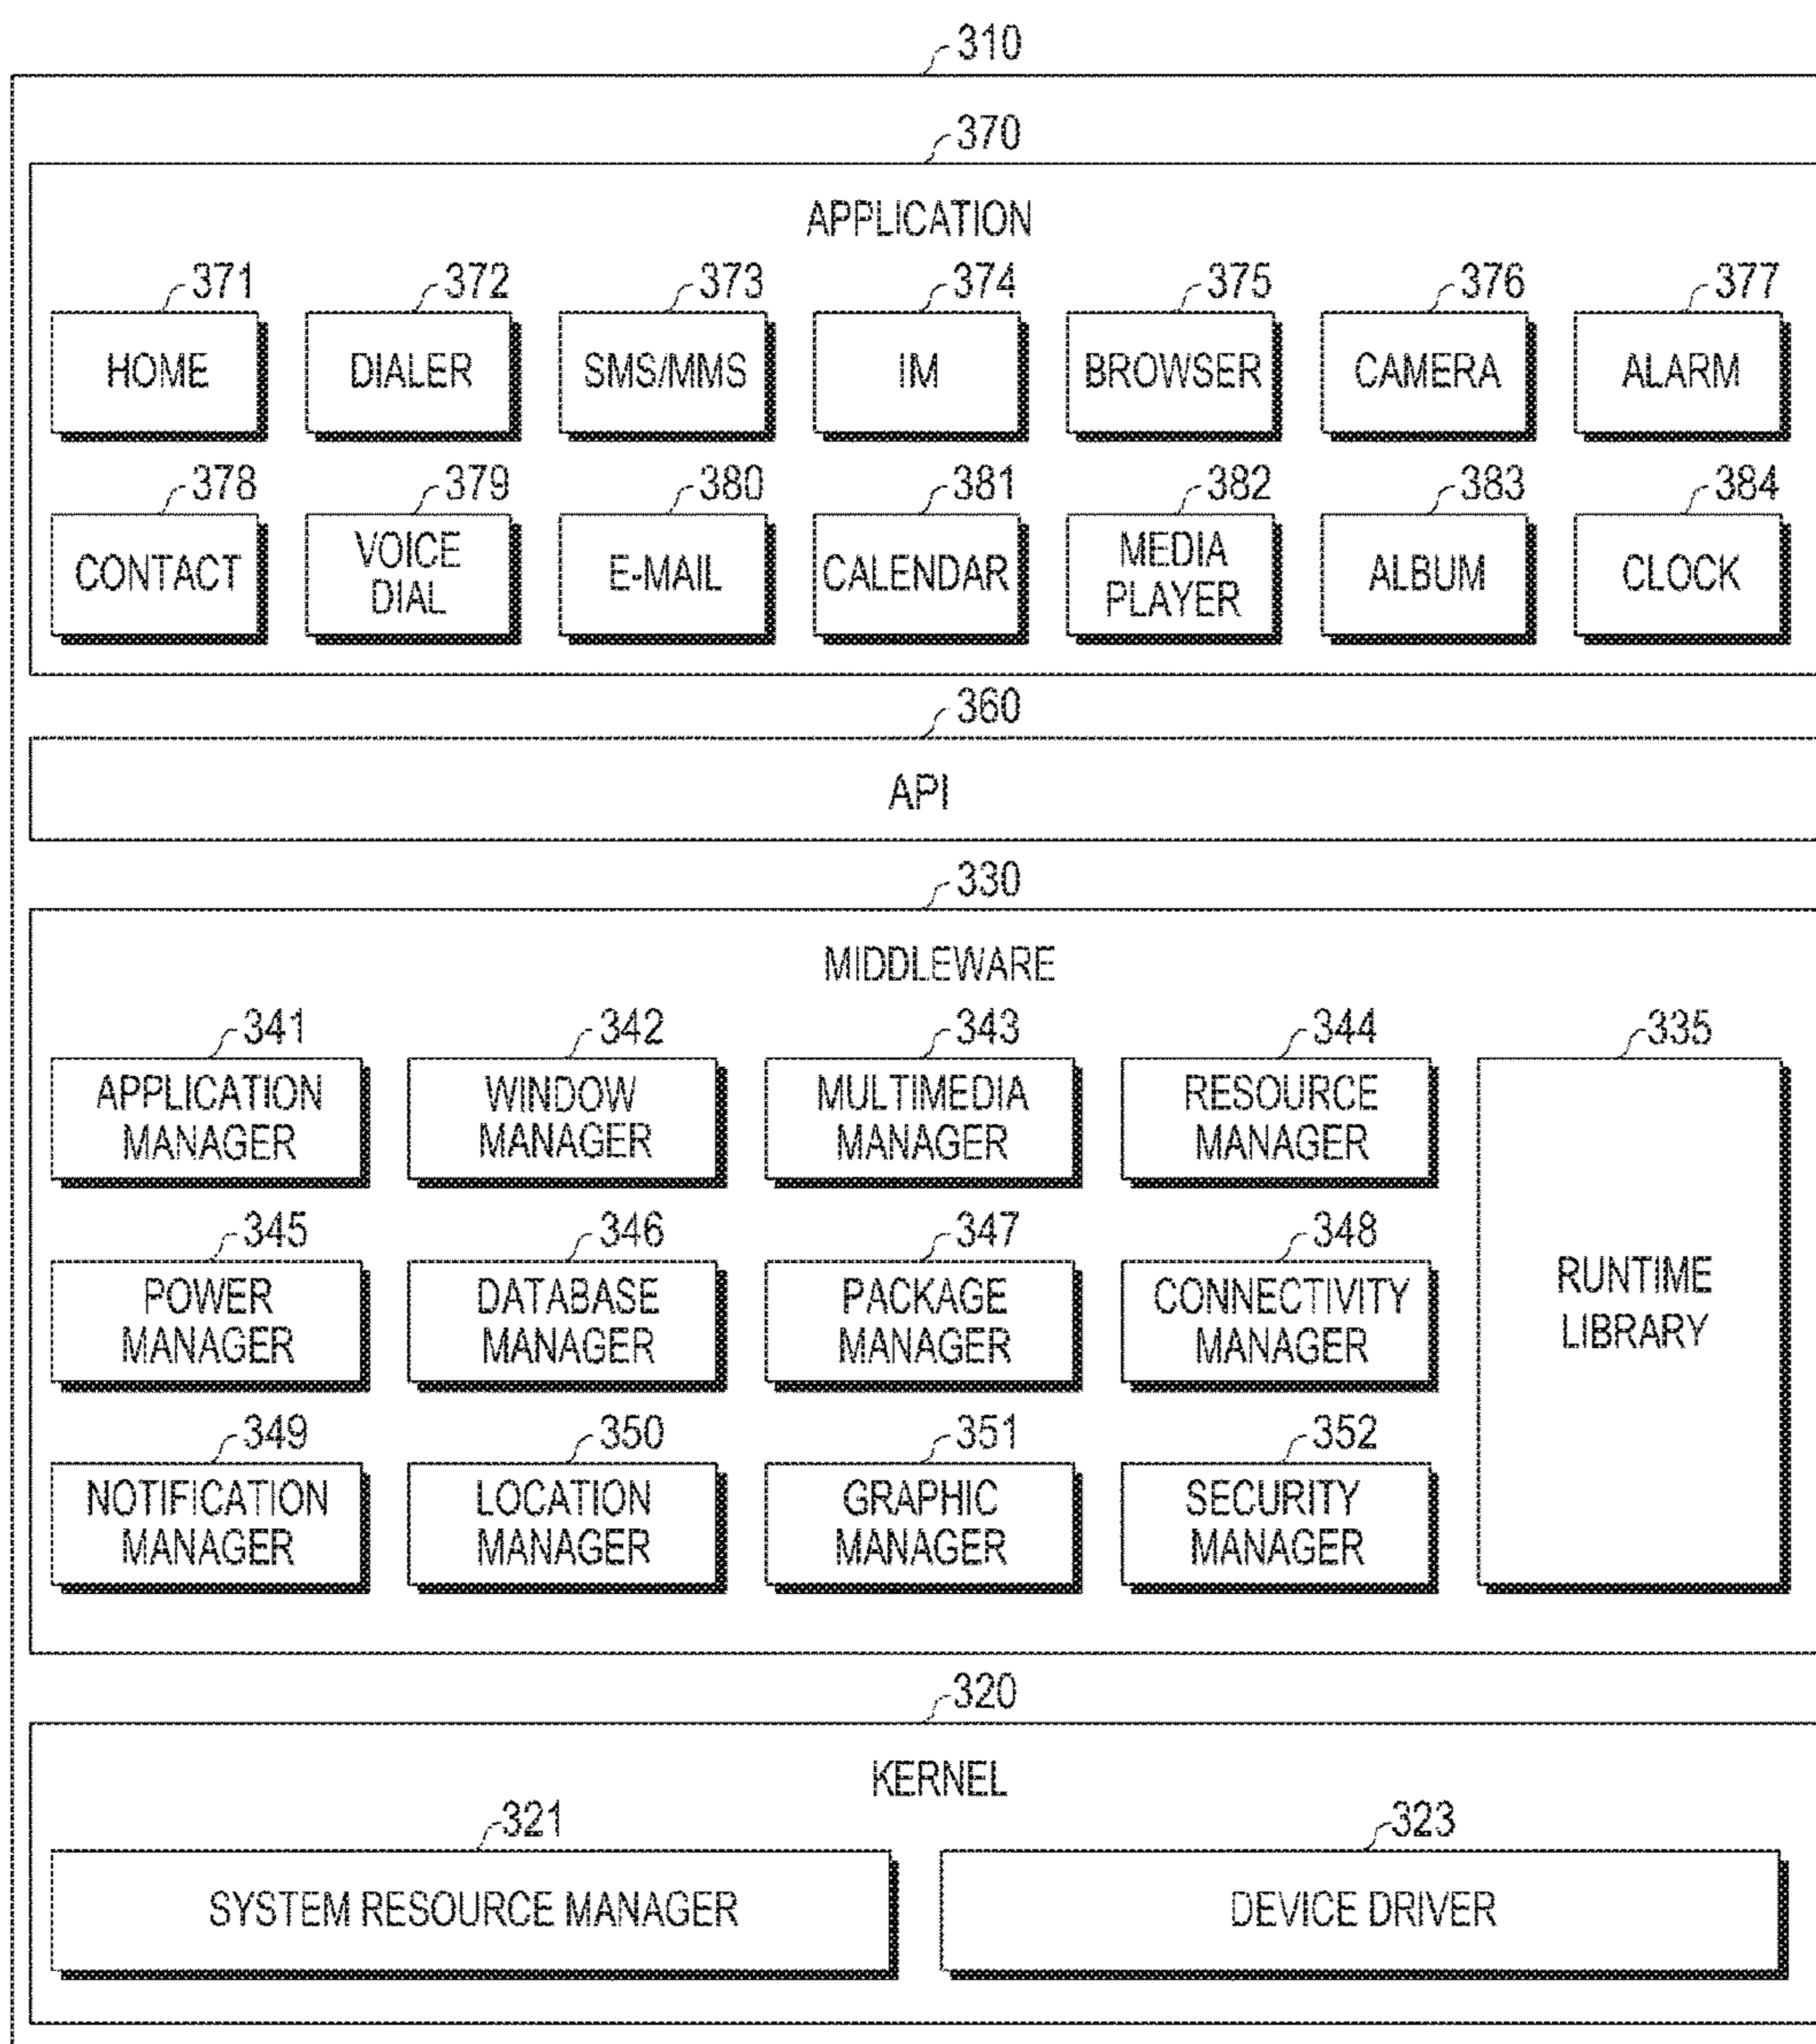 310
370
APPLICATION
371 372 373 374 375 376 377
HOME DIALER SMS/MMS IM BROWSER CAMERA ALARM
378 379 380 381 382 383 384
CONTACT VOICE DIAL E-MAIL CALENDAR MEDIA PLAYER ALBUM CLOCK
360
API
330
MIDDLEWARE
341 342 343 344 335
APPLICATION MANAGER WINDOW MANAGER MULTIMEDIA MANAGER RESOURCE MANAGER
345 346 347 348
POWER MANAGER DATABASE MANAGER PACKAGE MANAGER CONNECTIVITY MANAGER RUNTIME LIBRARY
349 350 351 352
NOTIFICATION MANAGER LOCATION MANAGER GRAPHIC MANAGER SECURITY MANAGER
320
KERNEL
321 323
SYSTEM RESOURCE MANAGER DEVICE DRIVER